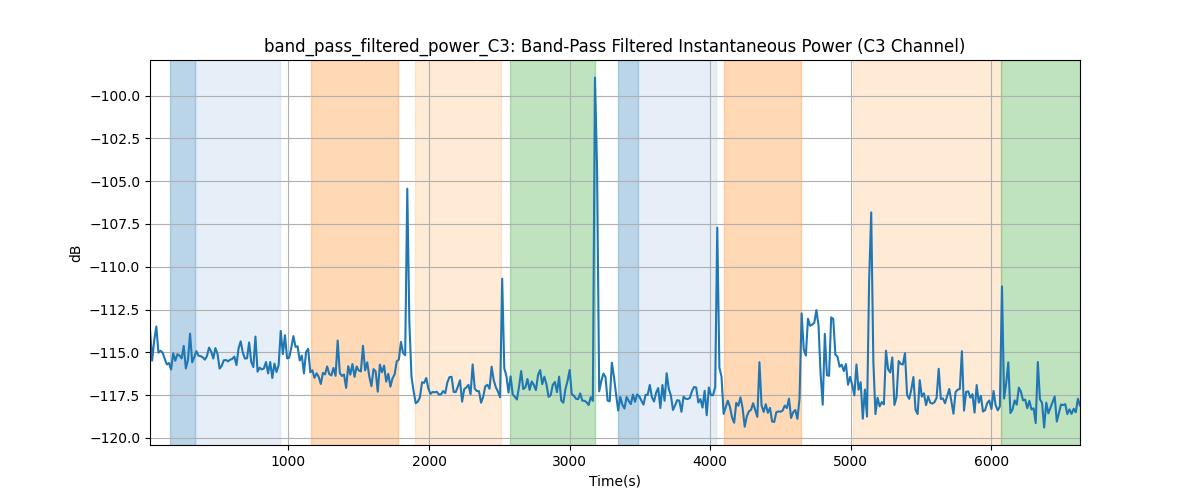 band_pass_filtered_power_C3: Band-Pass Filtered Instantaneous Power (C3 Channel)
−100.0
−102.5
−105.0
−107.5
−110.0
−112.5
−115.0
−117.5
−120.0
dB
1000 2000 3000 4000 5000 6000
Time(s)